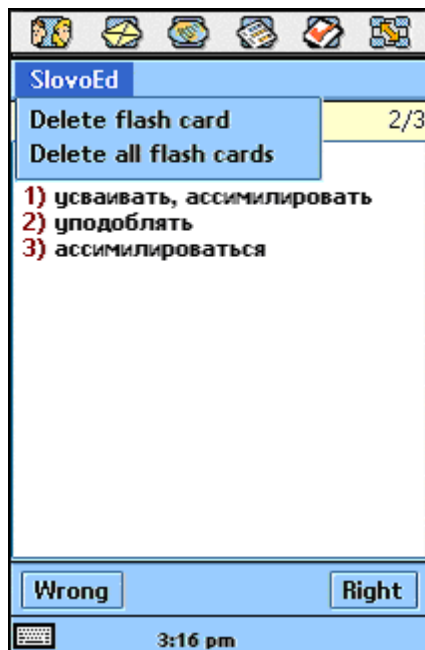 SlovoEd
Delete flash card
2/3
Delete all flash cards
1) усваивать, ассимилировать
2) уподоблять
3) ассимилироваться
Wrong
Right
3:16 pm